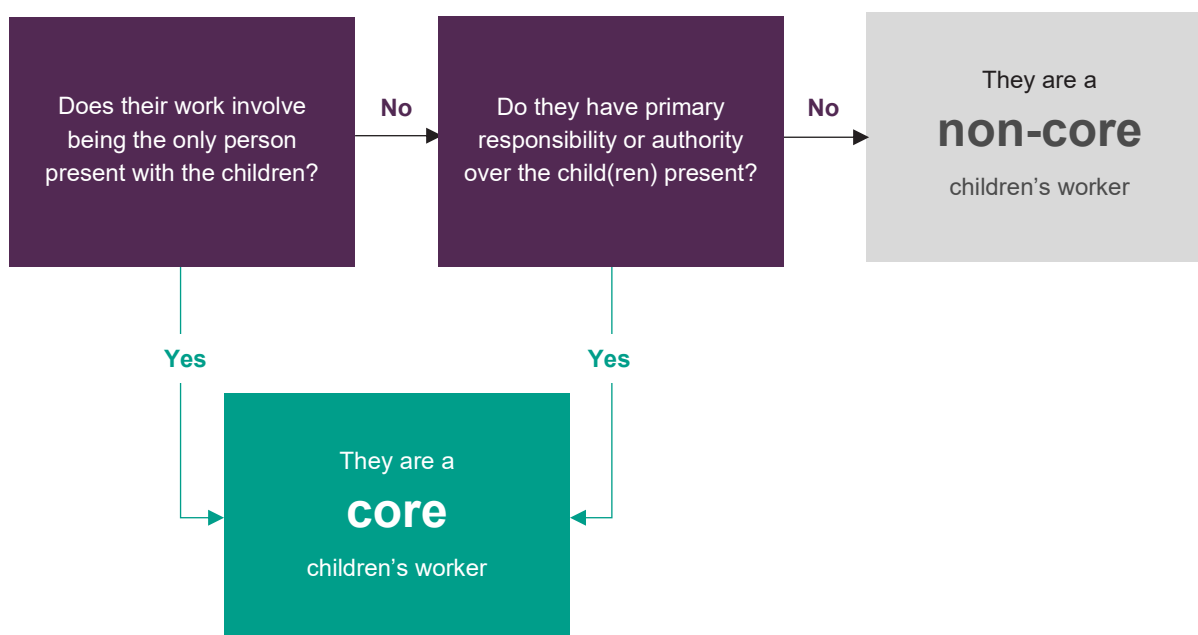 Does their work involve
being the only person
present with the children?
No
Do they have primary
responsibility or authority
over the child(ren) present?
No
They are a
non-core
children’s worker
Yes
Yes
They are a
core
children’s worker